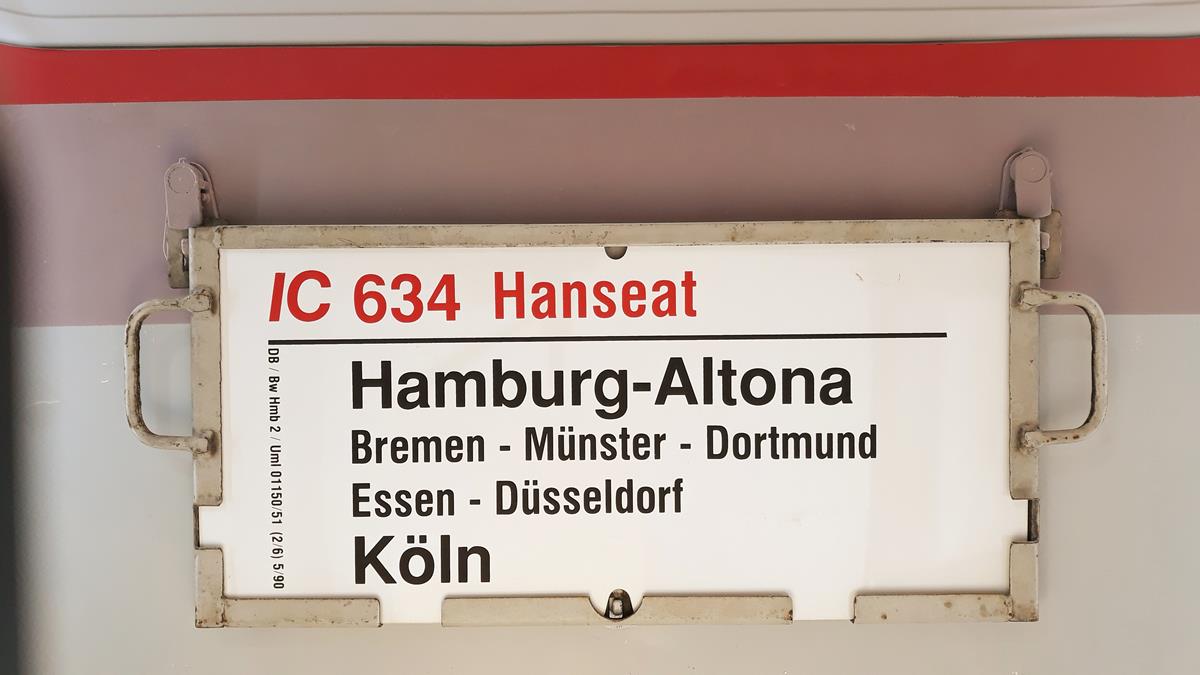 IC 634 Hanseat
Hamburg-Altona
Bremen - Münster - Dortmund
Essen - Düsseldorf
Köln
DB / Bw Hmb 2 / Uml 01150/51 (2/6) 5/90